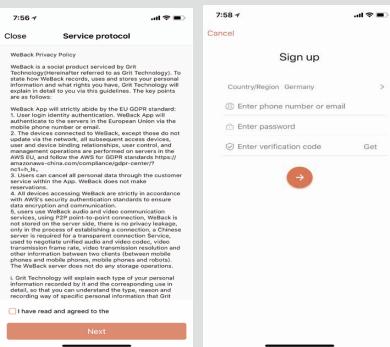 7:56
Close
Service protocol
WeBack Privacy Policy
WeBack is a social product serviced by Grit
Technology(Hereinafter referred to as Grit Technology). To
state how WeBack records, uses and stores your personal
information and what rights you have, Grit Technology will
explain in detail to you via this guidelines. The key points
are as follows:
WeBack App will strictly abide by the EU GDPR standard:
1. User login identity authentication. WeBack App will
authenticate to the servers in the European Union via the
mobile phone number or email.
2. The devices connected to WeBack, except those do not
update via the network, all subsequent access devices,
user and device binding relationships, user control, and
management operations are performed on servers in the
AWS EU, and follow the AWS for GDPR standards https://
amazonaws-china.com/compliance/gdpr-center/?
nc1=h_ls,
3. Users can cancel all personal data through the customer
service within the App. WeBack does not make
reservations.
4. All devices accessing WeBack are strictly in accordance
with AWS's security authentication standards to ensure
data encryption and communication.
5, users use WeBack audio and video communication
services, using P2P point-to-point connection, WeBack is
not stored on the server side, there is no privacy leakage,
only in the process of establishing a connection, a Chinese
server is required for a transparent connection Service,
used to negotiate unified audio and video codec, video
transmission frame rate, video transmission resolution and
other information between two clients (between mobile
phones and mobile phones, mobile phones and robots).
The WeBack server does not do any storage operations.
i. Grit Technology will explain each type of your personal
information recorded by it and the corresponding use in
detail, so that you can understand the type, reason and
recording way of specific personal information that Grit
I have read and agreed to the
Next
7:58
Cancel
Sign up
Country/Region Germany
Enter phone number or email
Enter password
Enter verification code Get